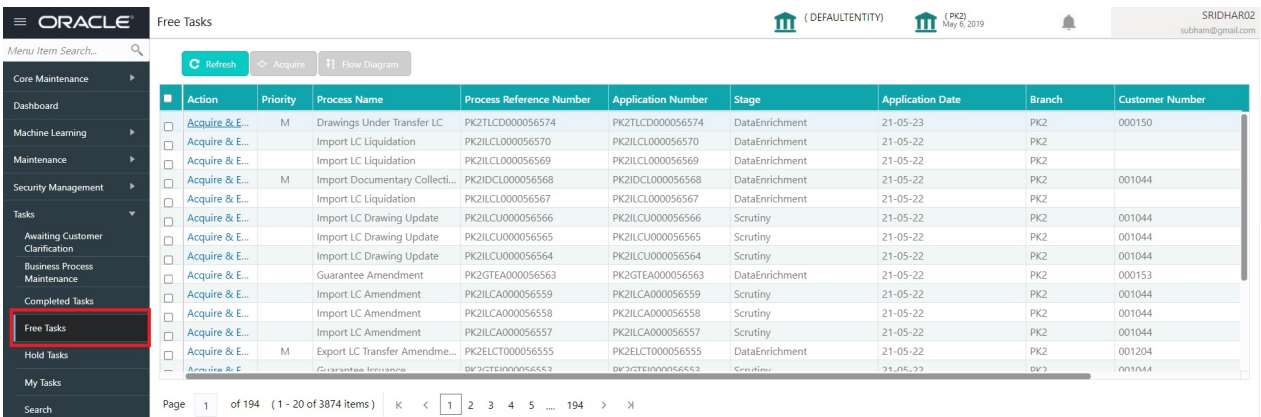 ORACLE
Free Tasks
( DEFAULTENTITY)
( PK2)
May 6, 2019
SRIDHAR02
subham@gmail.com
Menu Item Search...
Core Maintenance
Dashboard
Machine Learning
Maintenance
Security Management
Tasks
Awaiting Customer
Clarification
Business Process
Maintenance
Completed Tasks
Free Tasks
Hold Tasks
My Tasks
Search
Refresh Acquire Flow Diagram
Action Priority Process Name Process Reference Number Application Number Stage Application Date Branch Customer Number
Acquire & E... M Drawings Under Transfer LC PK2TLCD000056574 PK2TLCD000056574 DataEnrichment 21-05-23 PK2 000150
Acquire & E... Import LC Liquidation PK2ILCL000056570 PK2ILCL000056570 DataEnrichment 21-05-22 PK2
Acquire & E... Import LC Liquidation PK2ILCL000056569 PK2ILCL000056569 DataEnrichment 21-05-22 PK2
Acquire & E... M Import Documentary Collecti... PK2IDCL000056568 PK2IDCL000056568 DataEnrichment 21-05-22 PK2 001044
Acquire & E... Import LC Liquidation PK2ILCL000056567 PK2ILCL000056567 DataEnrichment 21-05-22 PK2
Acquire & E... Import LC Drawing Update PK2ILCU000056566 PK2ILCU000056566 Scrutiny 21-05-22 PK2 001044
Acquire & E... Import LC Drawing Update PK2ILCU000056565 PK2ILCU000056565 Scrutiny 21-05-22 PK2 001044
Acquire & E... Import LC Drawing Update PK2ILCU000056564 PK2ILCU000056564 Scrutiny 21-05-22 PK2 001044
Acquire & E... Guarantee Amendment PK2GTEA000056563 PK2GTEA000056563 DataEnrichment 21-05-22 PK2 000153
Acquire & E... Import LC Amendment PK2ILCA000056559 PK2ILCA000056559 Scrutiny 21-05-22 PK2 001044
Acquire & E... Import LC Amendment PK2ILCA000056558 PK2ILCA000056558 Scrutiny 21-05-22 PK2 001044
Acquire & E... Import LC Amendment PK2ILCA000056557 PK2ILCA000056557 Scrutiny 21-05-22 PK2 001044
Acquire & E... M Export LC Transfer Amendme... PK2ELCT000056555 PK2ELCT000056555 DataEnrichment 21-05-22 PK2 001204
Acquire & E... Guarantee Issuance PK2GTEI000056553 PK2GTEI000056553 Scrutiny 21-05-22 PK2 001044
Page 1 of 194 ( 1 - 20 of 3874 items ) K < 1 2 3 4 5 .... 194 > >|